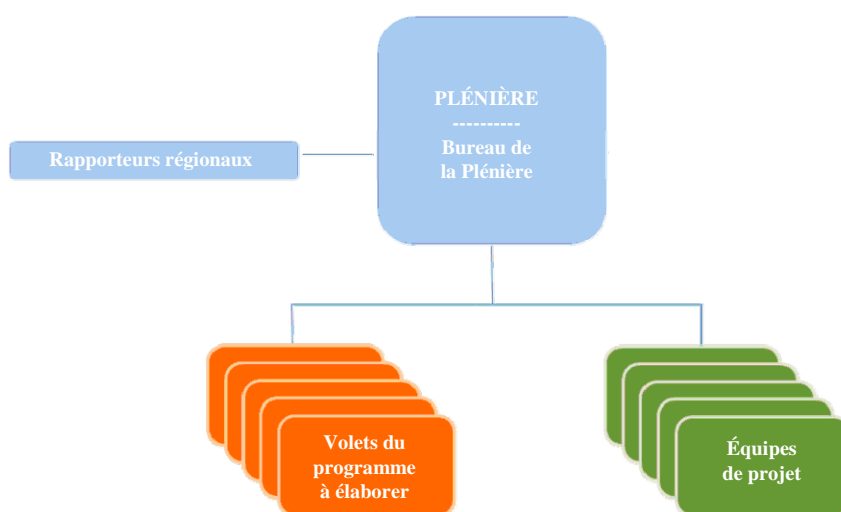 PLÉNIÈRE
----------
Bureau de
la Plénière
Rapporteurs régionaux
Volets du
programme
à élaborer
Équipes
de projet